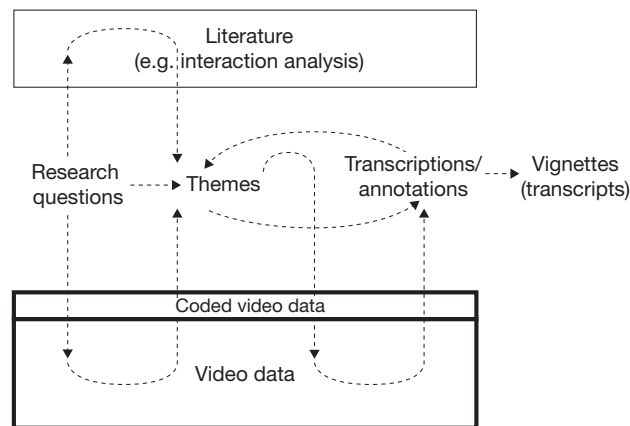 Literature
(e.g. interaction analysis)
Research
questions
Themes
Transcriptions/
annotations
Vignettes
(transcripts)
Coded video data
Video data